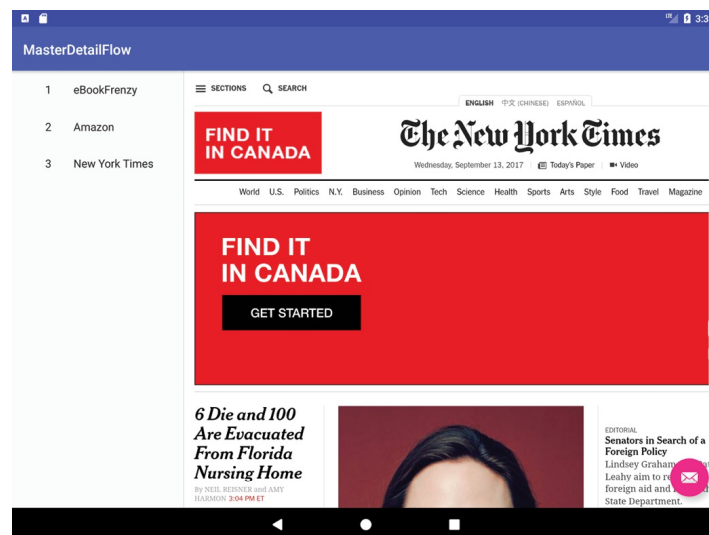 LTE 3:3
MasterDetailFlow
1 eBookFrenzy
2 Amazon
3 New York Times
SECTIONS SEARCH
ENGLISH 中文 (CHINESE) ESPAÑOL
FIND IT
IN CANADA
The New York Times
Wednesday, September 13, 2017 Today's Paper Video
World U.S. Politics N.Y. Business Opinion Tech Science Health Sports Arts Style Food Travel Magazine
FIND IT
IN CANADA
GET STARTED
6 Die and 100
Are Evacuated
From Florida
Nursing Home
By NEIL REISNER and AMY
HARMON 3:04 PM ET
EDITORIAL
Senators in Search of a
Foreign Policy
Lindsey Graham
Leahy aim to
foreign aid and
State Department.